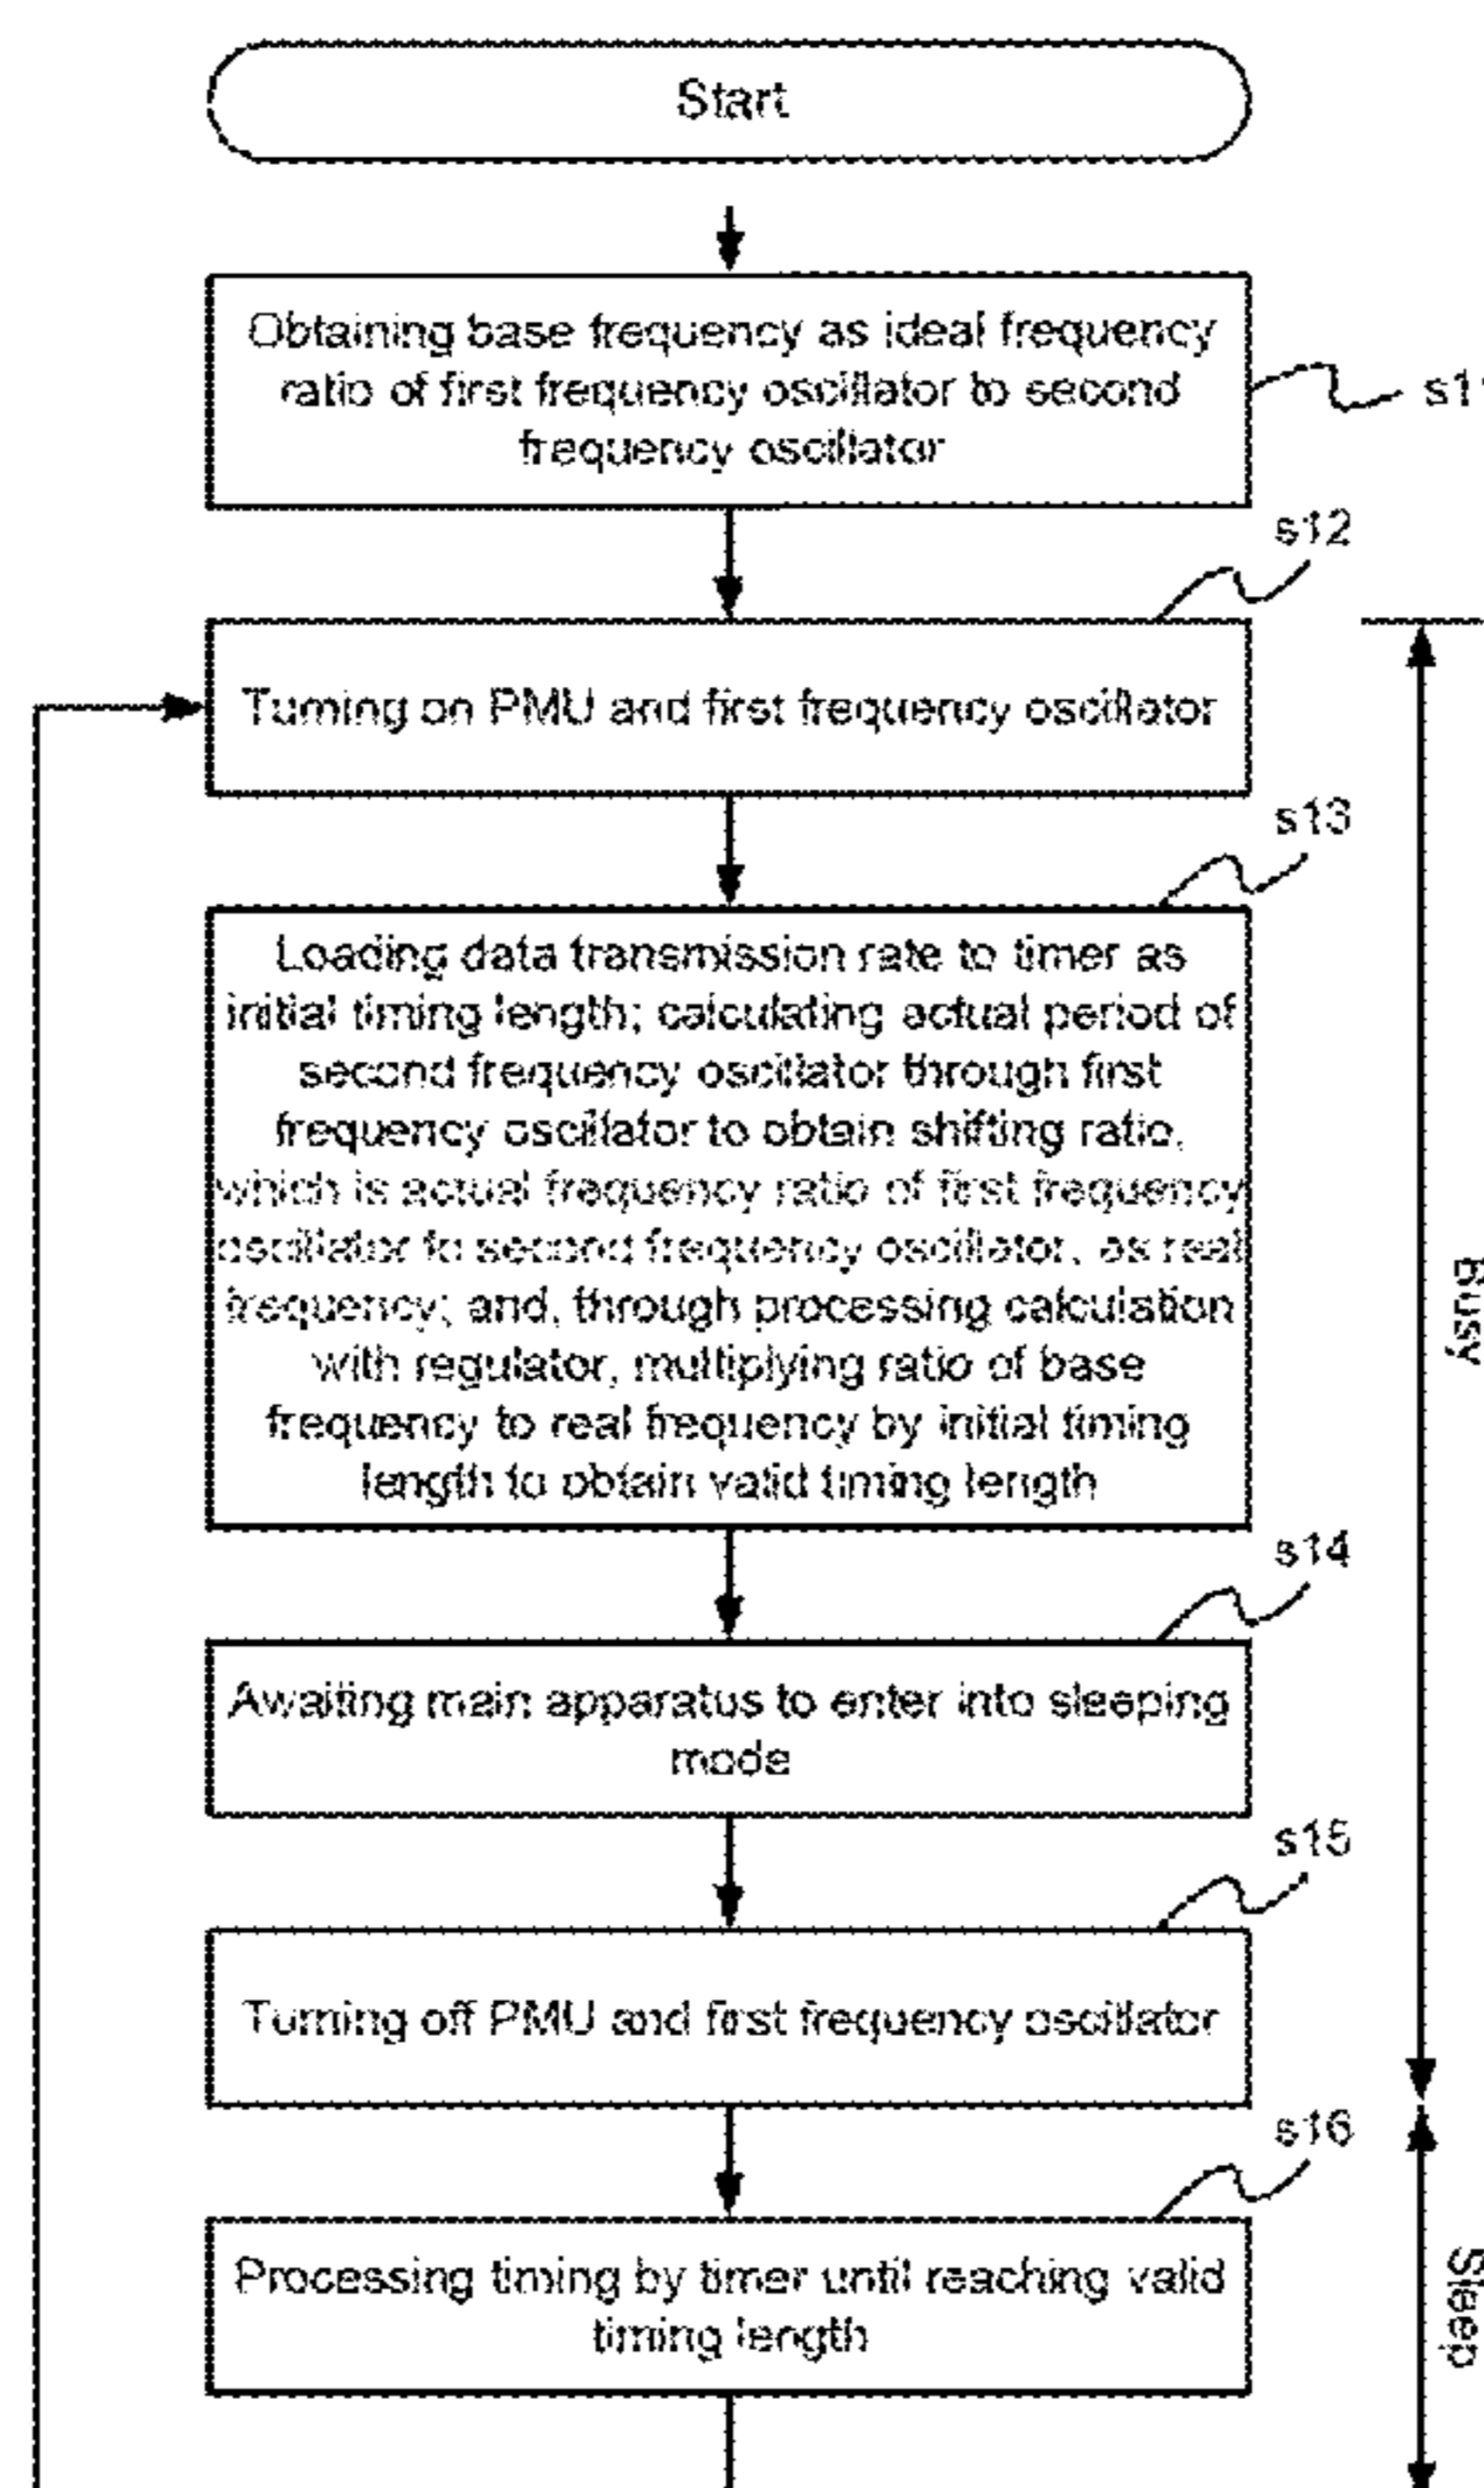 Start
Obtaining base frequency as ideal frequency
ratio of first frequency oscillator to second
frequency oscillator
s11
s12
Turning on PMU and first frequency oscillator
s13
Loading data transmission rate to timer as
initial timing length; calculating actual period of
second frequency oscillator through first
frequency oscillator to obtain shifting ratio,
which is actual frequency ratio of first frequency
oscillator to second frequency oscillator, as real
frequency; and, through processing calculation
with regulator, multiplying ratio of base
frequency to real frequency by initial timing
length to obtain valid timing length
Busy
s14
Awaiting main apparatus to enter into sleeping
mode
s15
Turning off PMU and first frequency oscillator
s16
Processing timing by timer until reaching valid
timing length
Sleep